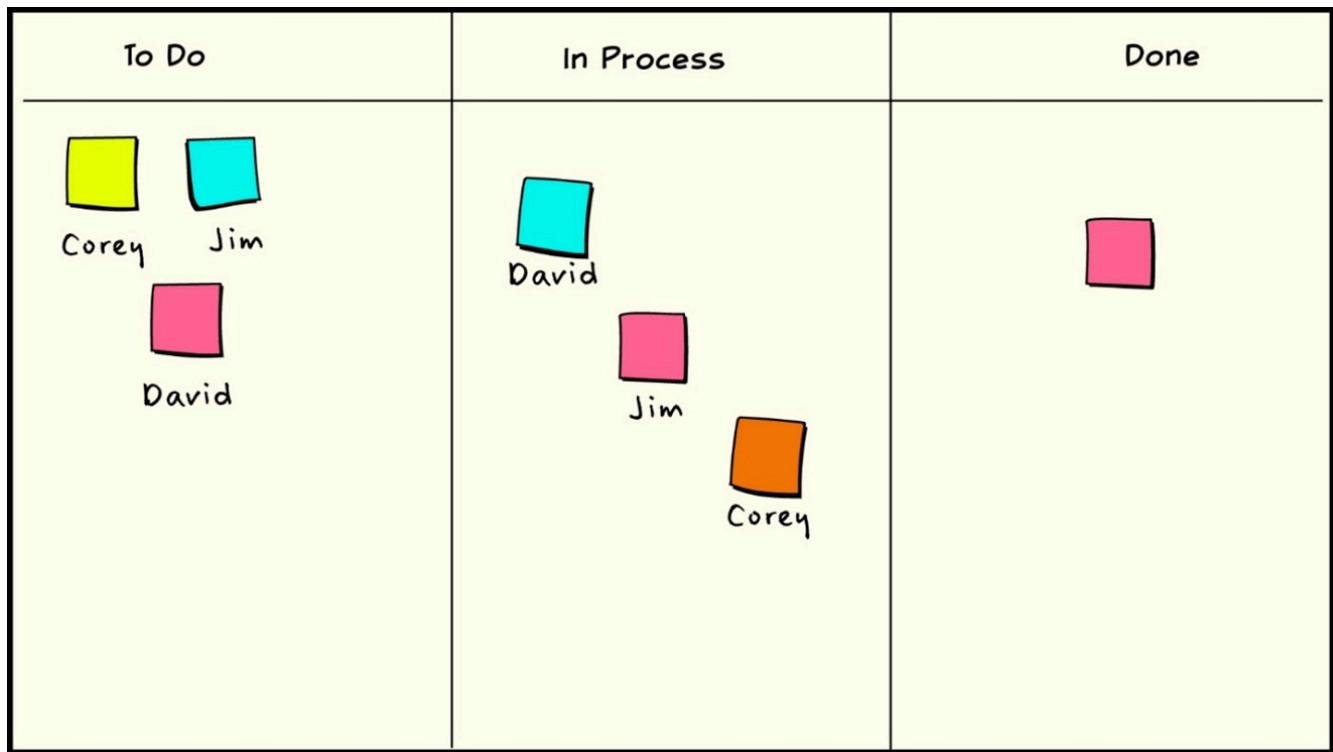 To Do
In Process
Done
Corey
Jim
David
David
Jim
Corey